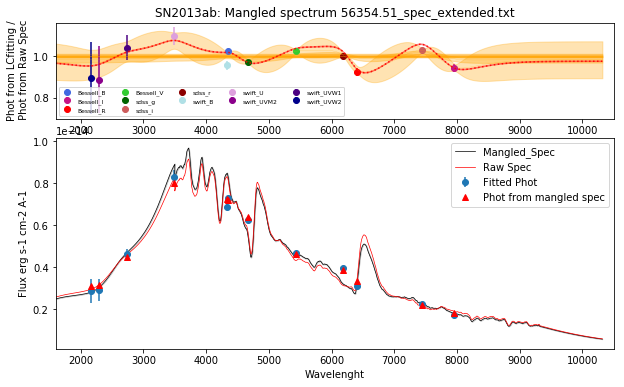 SN2013ab: Mangled spectrum 56354.51_spec_extended.txt
Phot from LCfitting /
Phot from Raw Spec
1.0
0.8
Bessell_B
Bessell_I
Bessell_R
Bessell_V
sdss_g
sdss_i
sdss_r
swift_B
swift_U
swift_UVM2
swift_UVW1
swift_UVW2
2000 3000 4000 5000 6000 7000 8000 9000 10000
1e−14
Flux erg s-1 cm-2 A-1
1.0
0.8
0.6
0.4
0.2
Mangled_Spec
Raw Spec
Fitted Phot
Phot from mangled spec
2000 3000 4000 5000 6000 7000 8000 9000 10000
Wavelenght